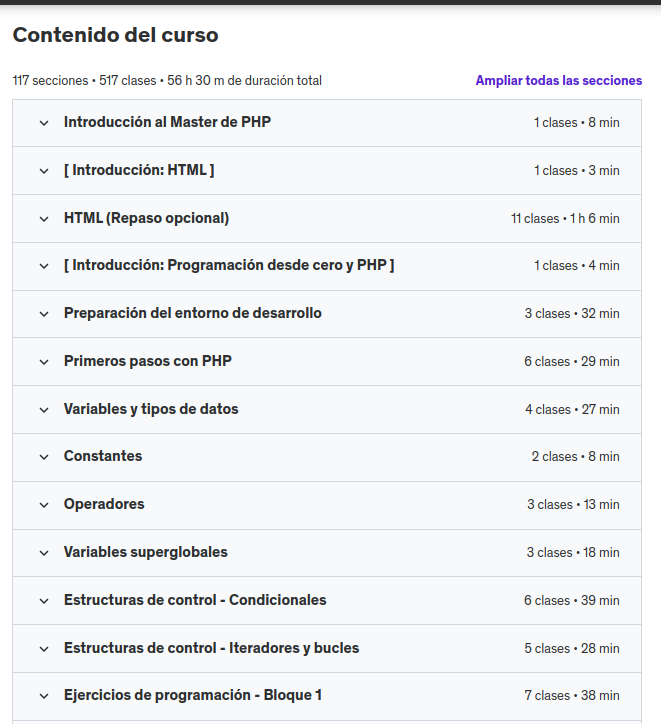 Contenido del curso
117 secciones • 517 clases • 56 h 30 m de duración total Ampliar todas las secciones
Introducción al Master de PHP 1 clases • 8 min
[ Introducción: HTML ] 1 clases • 3 min
HTML (Repaso opcional) 11 clases • 1 h 6 min
[ Introducción: Programación desde cero y PHP ] 1 clases • 4 min
Preparación del entorno de desarrollo 3 clases • 32 min
Primeros pasos con PHP 6 clases • 29 min
Variables y tipos de datos 4 clases • 27 min
Constantes 2 clases • 8 min
Operadores 3 clases • 13 min
Variables superglobales 3 clases • 18 min
Estructuras de control - Condicionales 6 clases • 39 min
Estructuras de control - Iteradores y bucles 5 clases • 28 min
Ejercicios de programación - Bloque 1 7 clases • 38 min